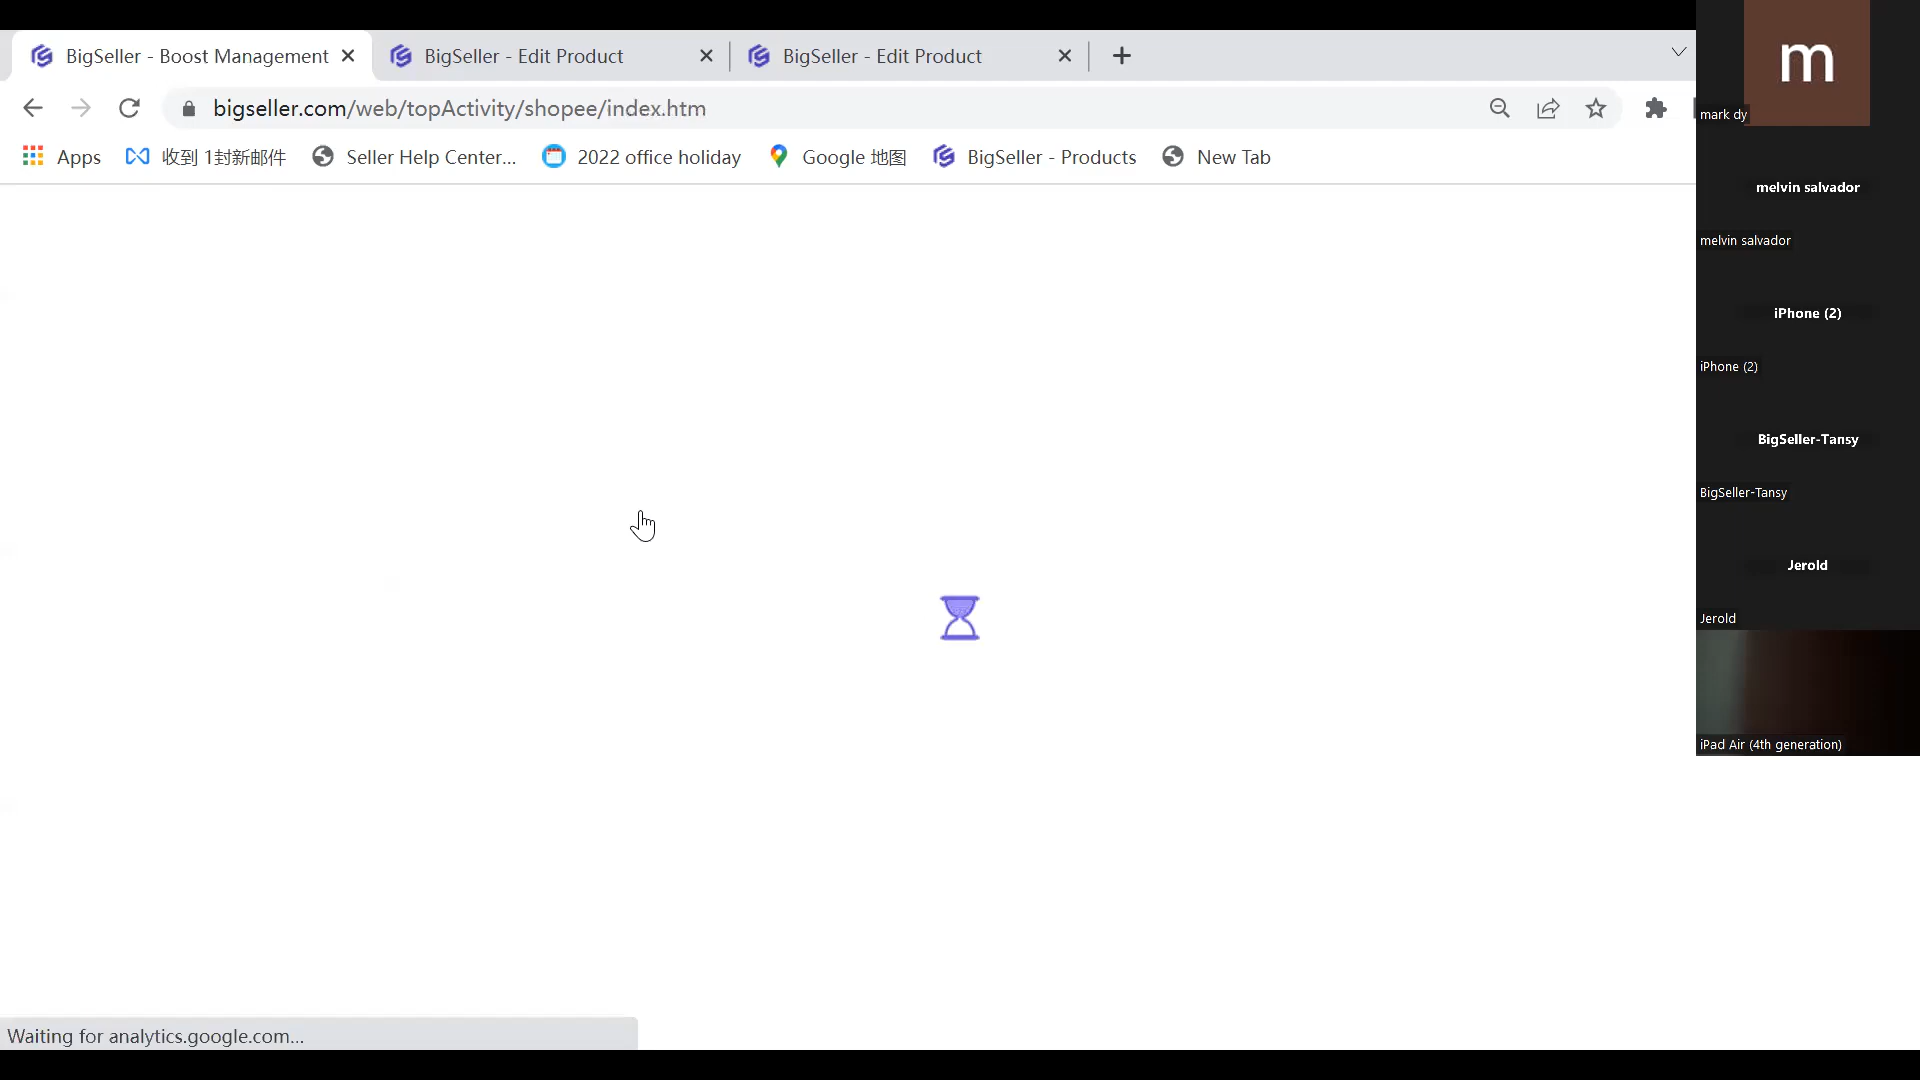 BigSeller - Boost Management
BigSeller - Edit Product
BigSeller - Edit Product
bigseller.com/web/topActivity/shopee/index.htm
Apps
收到 1封新邮件
Seller Help Center...
2022 office holiday
Google 地图
BigSeller - Products
New Tab
m
mark dy
melvin salvador
melvin salvador
iPhone (2)
iPhone (2)
BigSeller-Tansy
BigSeller-Tansy
Jerold
Jerold
iPad Air (4th generation)
Waiting for analytics.google.com...